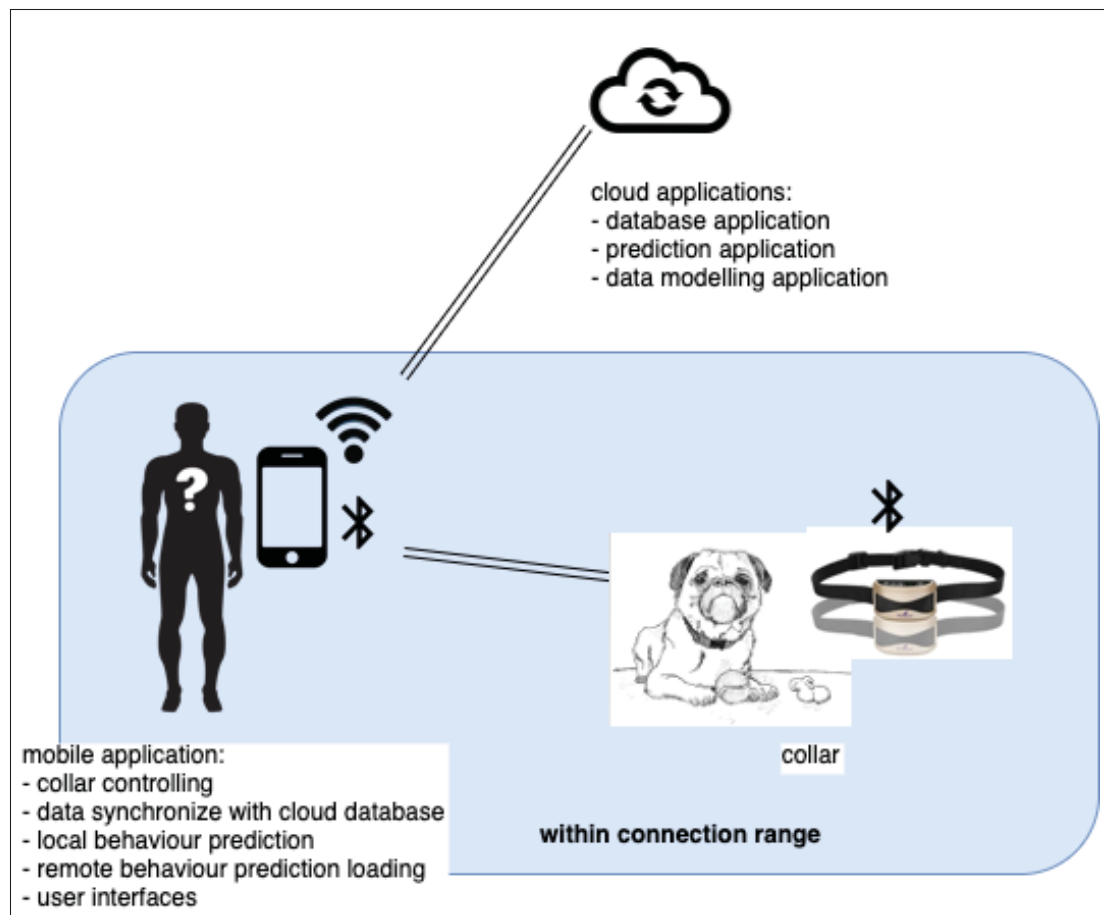 cloud applications:
- database application
- prediction application
- data modelling application
?
mobile application:
- collar controlling
- data synchronize with cloud database
- local behaviour prediction
- remote behaviour prediction loading
- user interfaces
collar
within connection range